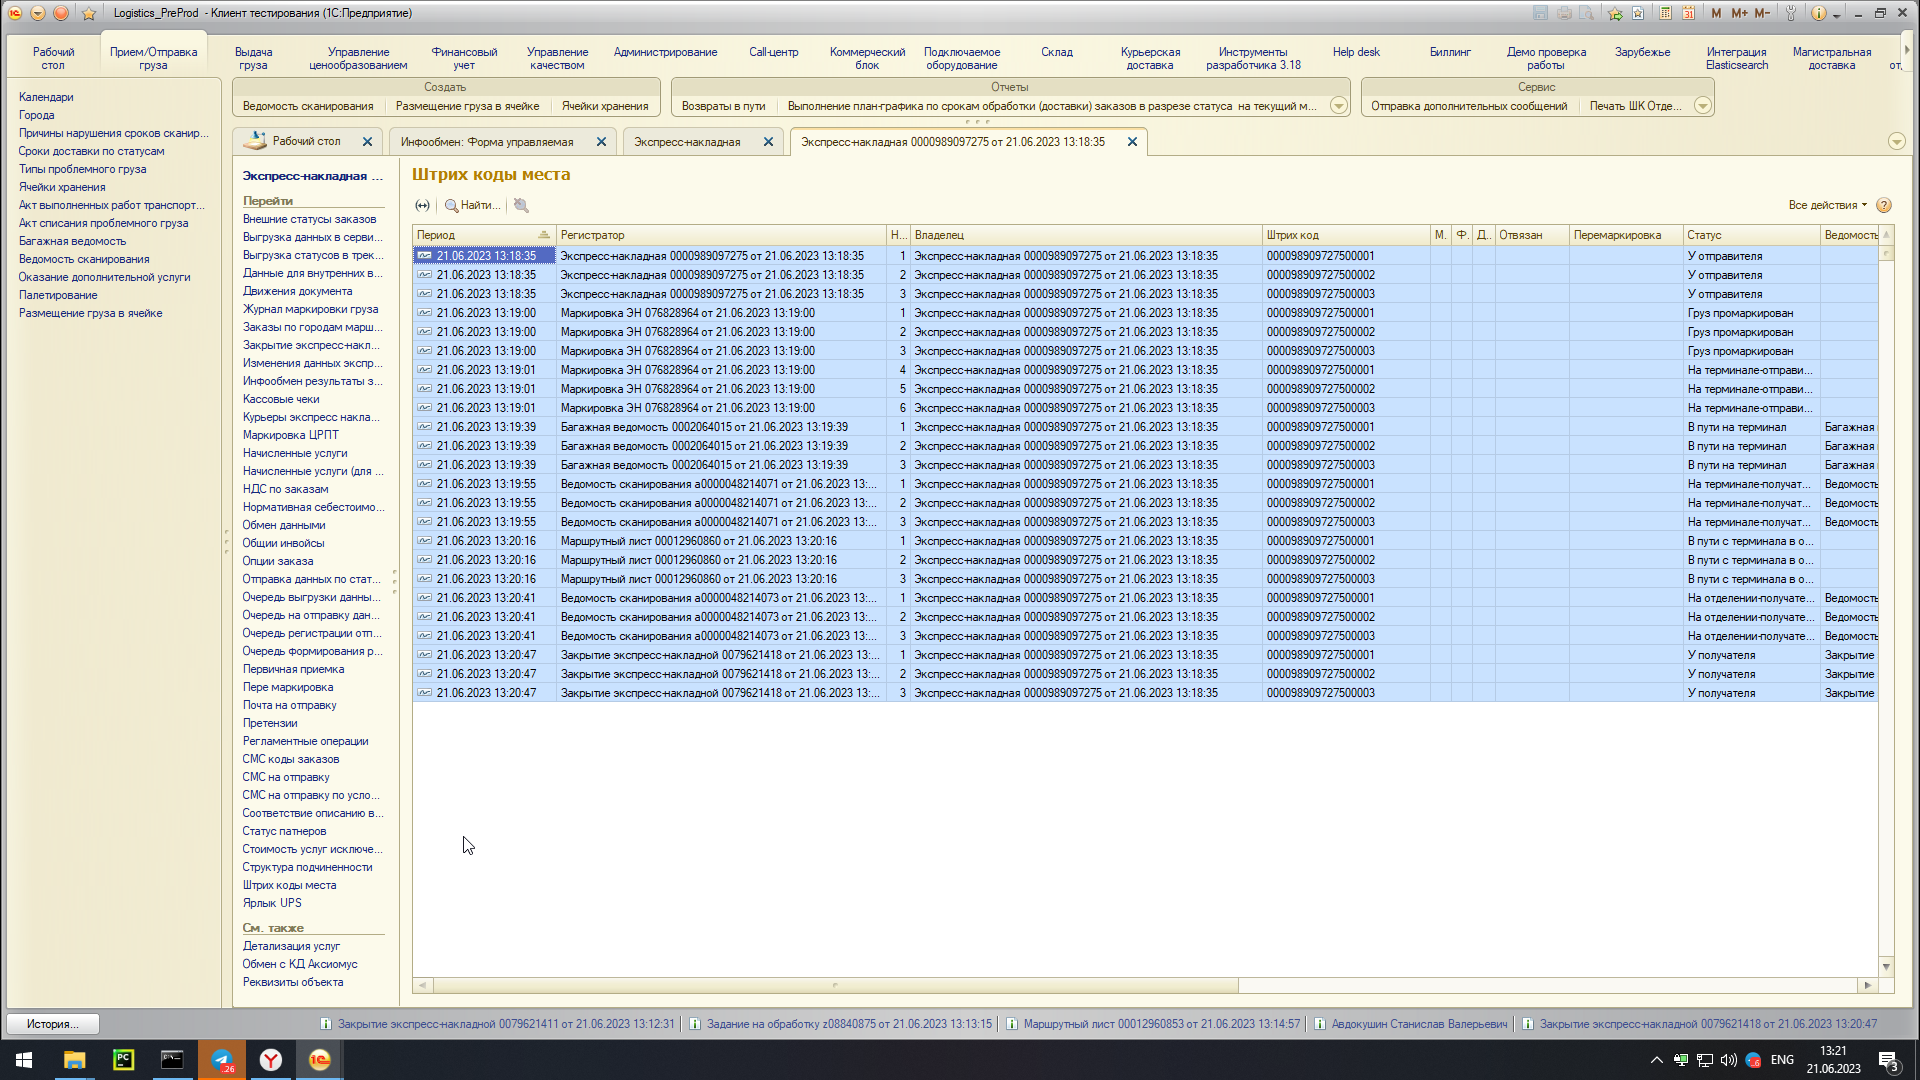 Logistics_PreProd - Клиент тестирования (1С:Предприятие)
M M+ M-
Рабочий стол
Прием/Отправка груза
Выдача груза
Управление ценообразованием
Финансовый учет
Управление качеством
Администрирование
Call-центр
Коммерческий блок
Подключаемое оборудование
Склад
Курьерская доставка
Инструменты разработчика 3.18
Help desk
Биллинг
Демо проверка работы
Зарубежье
Интеграция Elasticsearch
Магистральная доставка
Создать
Ведомость сканирования
Размещение груза в ячейке
Ячейки хранения
Отчеты
Возвраты в пути
Выполнение план-графика по срокам обработки (доставки) заказов в разрезе статуса на текущий м...
Сервис
Отправка дополнительных сообщений
Печать ШК Отде...
Календари
Города
Причины нарушения сроков сканир...
Сроки доставки по статусам
Типы проблемного груза
Ячейки хранения
Акт выполненных работ транспорт...
Акт списания проблемного груза
Багажная ведомость
Ведомость сканирования
Оказание дополнительной услуги
Палетирование
Размещение груза в ячейке
Рабочий стол
Инфообмен: Форма управляемая
Экспресс-накладная
Экспресс-накладная 0000989097275 от 21.06.2023 13:18:35
Экспресс-накладная ...
Перейти
Внешние статусы заказов
Выгрузка данных в серви...
Выгрузка статусов в трек...
Данные для внутренних в...
Движения документа
Журнал маркировки груза
Заказы по городам марш...
Закрытие экспресс-накл...
Изменения данных экспр...
Инфообмен результаты з...
Кассовые чеки
Курьеры экспресс накла...
Маркировка ЦРПТ
Начисленные услуги
Начисленные услуги (для ...
НДС по заказам
Нормативная себестоимо...
Обмен данными
Общии инвойсы
Опции заказа
Отправка данных по стат...
Очередь выгрузки данны...
Очередь на отправку дан...
Очередь регистрации отп...
Очередь формирования р...
Первичная приемка
Пере маркировка
Почта на отправку
Претензии
Регламентные операции
СМС коды заказов
СМС на отправку
СМС на отправку по усло...
Соответствие описанию в...
Статус патнеров
Стоимость услуг исключе...
Структура подчиненности
Штрих коды места
Ярлык UPS
См. также
Детализация услуг
Обмен с КД Аксиомус
Реквизиты объекта
Штрих коды места
Найти...
Все действия
Период Регистратор Н... Владелец Штрих код М. Ф. Д.. Отвязан Перемаркировка Статус Ведомость
21.06.2023 13:18:35 Экспресс-накладная 0000989097275 от 21.06.2023 13:18:35 1 Экспресс-накладная 0000989097275 от 21.06.2023 13:18:35 000098909727500001 У отправителя
21.06.2023 13:18:35 Экспресс-накладная 0000989097275 от 21.06.2023 13:18:35 2 Экспресс-накладная 0000989097275 от 21.06.2023 13:18:35 000098909727500002 У отправителя
21.06.2023 13:18:35 Экспресс-накладная 0000989097275 от 21.06.2023 13:18:35 3 Экспресс-накладная 0000989097275 от 21.06.2023 13:18:35 000098909727500003 У отправителя
21.06.2023 13:19:00 Маркировка ЭН 076828964 от 21.06.2023 13:19:00 1 Экспресс-накладная 0000989097275 от 21.06.2023 13:18:35 000098909727500001 Груз промаркирован
21.06.2023 13:19:00 Маркировка ЭН 076828964 от 21.06.2023 13:19:00 2 Экспресс-накладная 0000989097275 от 21.06.2023 13:18:35 000098909727500002 Груз промаркирован
21.06.2023 13:19:00 Маркировка ЭН 076828964 от 21.06.2023 13:19:00 3 Экспресс-накладная 0000989097275 от 21.06.2023 13:18:35 000098909727500003 Груз промаркирован
21.06.2023 13:19:01 Маркировка ЭН 076828964 от 21.06.2023 13:19:00 4 Экспресс-накладная 0000989097275 от 21.06.2023 13:18:35 000098909727500001 На терминале-отправи...
21.06.2023 13:19:01 Маркировка ЭН 076828964 от 21.06.2023 13:19:00 5 Экспресс-накладная 0000989097275 от 21.06.2023 13:18:35 000098909727500002 На терминале-отправи...
21.06.2023 13:19:01 Маркировка ЭН 076828964 от 21.06.2023 13:19:00 6 Экспресс-накладная 0000989097275 от 21.06.2023 13:18:35 000098909727500003 На терминале-отправи...
21.06.2023 13:19:39 Багажная ведомость 0002064015 от 21.06.2023 13:19:39 1 Экспресс-накладная 0000989097275 от 21.06.2023 13:18:35 000098909727500001 В пути на терминал Багажная
21.06.2023 13:19:39 Багажная ведомость 0002064015 от 21.06.2023 13:19:39 2 Экспресс-накладная 0000989097275 от 21.06.2023 13:18:35 000098909727500002 В пути на терминал Багажная
21.06.2023 13:19:39 Багажная ведомость 0002064015 от 21.06.2023 13:19:39 3 Экспресс-накладная 0000989097275 от 21.06.2023 13:18:35 000098909727500003 В пути на терминал Багажная
21.06.2023 13:19:55 Ведомость сканирования а0000048214071 от 21.06.2023 13:... 1 Экспресс-накладная 0000989097275 от 21.06.2023 13:18:35 000098909727500001 На терминале-получат... Ведомость
21.06.2023 13:19:55 Ведомость сканирования а0000048214071 от 21.06.2023 13:... 2 Экспресс-накладная 0000989097275 от 21.06.2023 13:18:35 000098909727500002 На терминале-получат... Ведомость
21.06.2023 13:19:55 Ведомость сканирования а0000048214071 от 21.06.2023 13:... 3 Экспресс-накладная 0000989097275 от 21.06.2023 13:18:35 000098909727500003 На терминале-получат... Ведомость
21.06.2023 13:20:16 Маршрутный лист 00012960860 от 21.06.2023 13:20:16 1 Экспресс-накладная 0000989097275 от 21.06.2023 13:18:35 000098909727500001 В пути с терминала в о...
21.06.2023 13:20:16 Маршрутный лист 00012960860 от 21.06.2023 13:20:16 2 Экспресс-накладная 0000989097275 от 21.06.2023 13:18:35 000098909727500002 В пути с терминала в о...
21.06.2023 13:20:16 Маршрутный лист 00012960860 от 21.06.2023 13:20:16 3 Экспресс-накладная 0000989097275 от 21.06.2023 13:18:35 000098909727500003 В пути с терминала в о...
21.06.2023 13:20:41 Ведомость сканирования а0000048214073 от 21.06.2023 13:... 1 Экспресс-накладная 0000989097275 от 21.06.2023 13:18:35 000098909727500001 На отделении-получате... Ведомость
21.06.2023 13:20:41 Ведомость сканирования а0000048214073 от 21.06.2023 13:... 2 Экспресс-накладная 0000989097275 от 21.06.2023 13:18:35 000098909727500002 На отделении-получате... Ведомость
21.06.2023 13:20:41 Ведомость сканирования а0000048214073 от 21.06.2023 13:... 3 Экспресс-накладная 0000989097275 от 21.06.2023 13:18:35 000098909727500003 На отделении-получате... Ведомость
21.06.2023 13:20:47 Закрытие экспресс-накладной 0079621418 от 21.06.2023 13:... 1 Экспресс-накладная 0000989097275 от 21.06.2023 13:18:35 000098909727500001 У получателя Закрытие
21.06.2023 13:20:47 Закрытие экспресс-накладной 0079621418 от 21.06.2023 13:... 2 Экспресс-накладная 0000989097275 от 21.06.2023 13:18:35 000098909727500002 У получателя Закрытие
21.06.2023 13:20:47 Закрытие экспресс-накладной 0079621418 от 21.06.2023 13:... 3 Экспресс-накладная 0000989097275 от 21.06.2023 13:18:35 000098909727500003 У получателя Закрытие
История...
Закрытие экспресс-накладной 0079621411 от 21.06.2023 13:12:31
Задание на обработку z08840875 от 21.06.2023 13:13:15
Маршрутный лист 00012960853 от 21.06.2023 13:14:57
Авдокушин Станислав Валерьевич
Закрытие экспресс-накладной 0079621418 от 21.06.2023 13:20:47
PC
26
ENG
13:21
21.06.2023
3